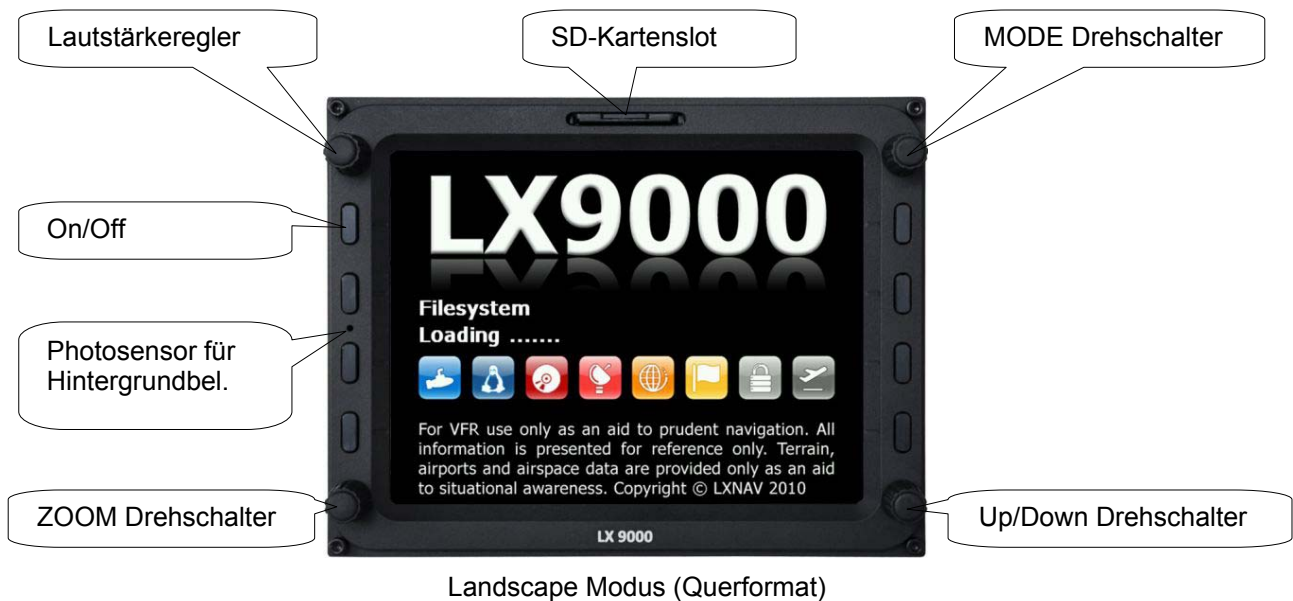 Lautstärkeregler
SD-Kartenslot
MODE Drehschalter
On/Off
Photosensor für
Hintergrundbel.
ZOOM Drehschalter
Up/Down Drehschalter
LX9000
Filesystem
Loading .......
For VFR use only as an aid to prudent navigation. All
information is presented for reference only. Terrain,
airports and airspace data are provided only as an aid
to situational awareness. Copyright © LXNAV 2010
LX 9000
Landscape Modus (Querformat)